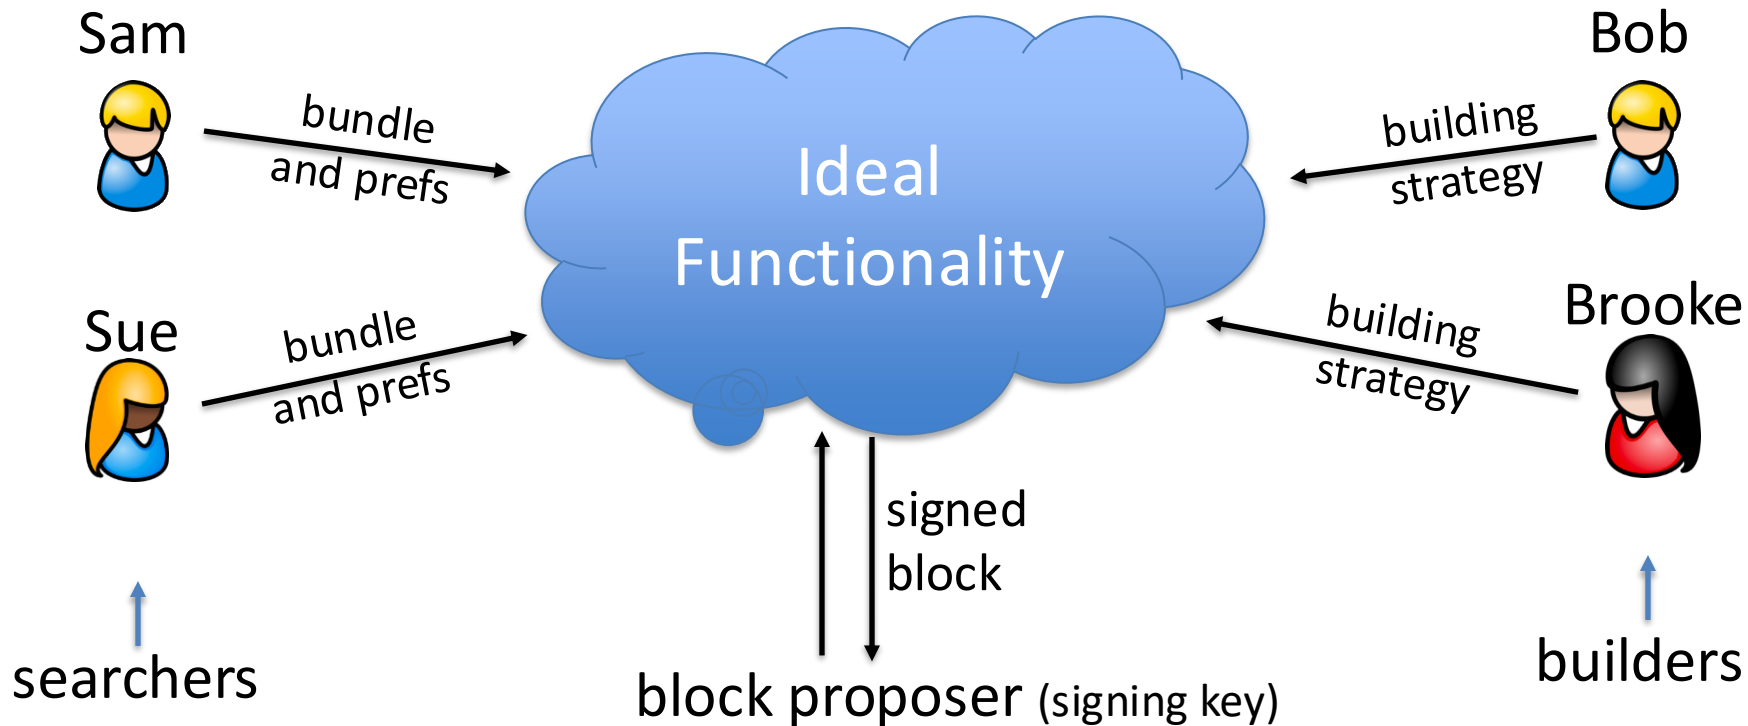 Sam
bundle
and prefs
Sue
bundle
and prefs
searchers
Ideal
Functionality
signed
block
block proposer (signing key)
Bob
building
strategy
Brooke
building
strategy
builders